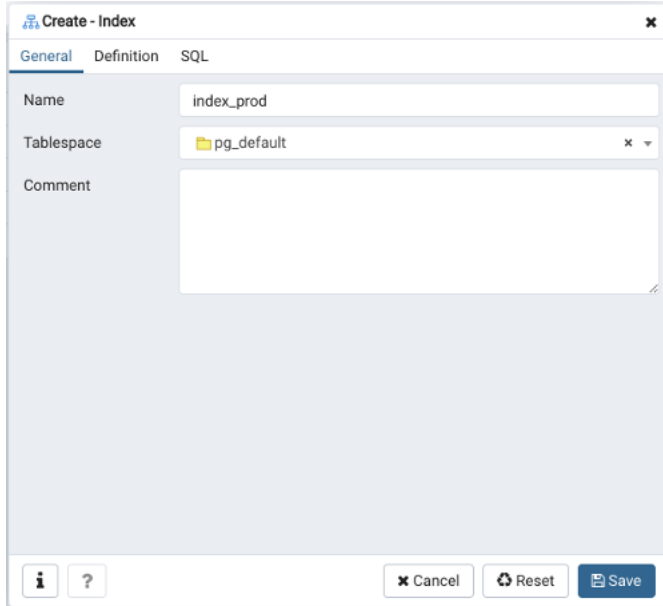 Create - Index
General Definition SQL
Name index_prod
Tablespace pg_default
Comment
i ? Cancel Reset Save